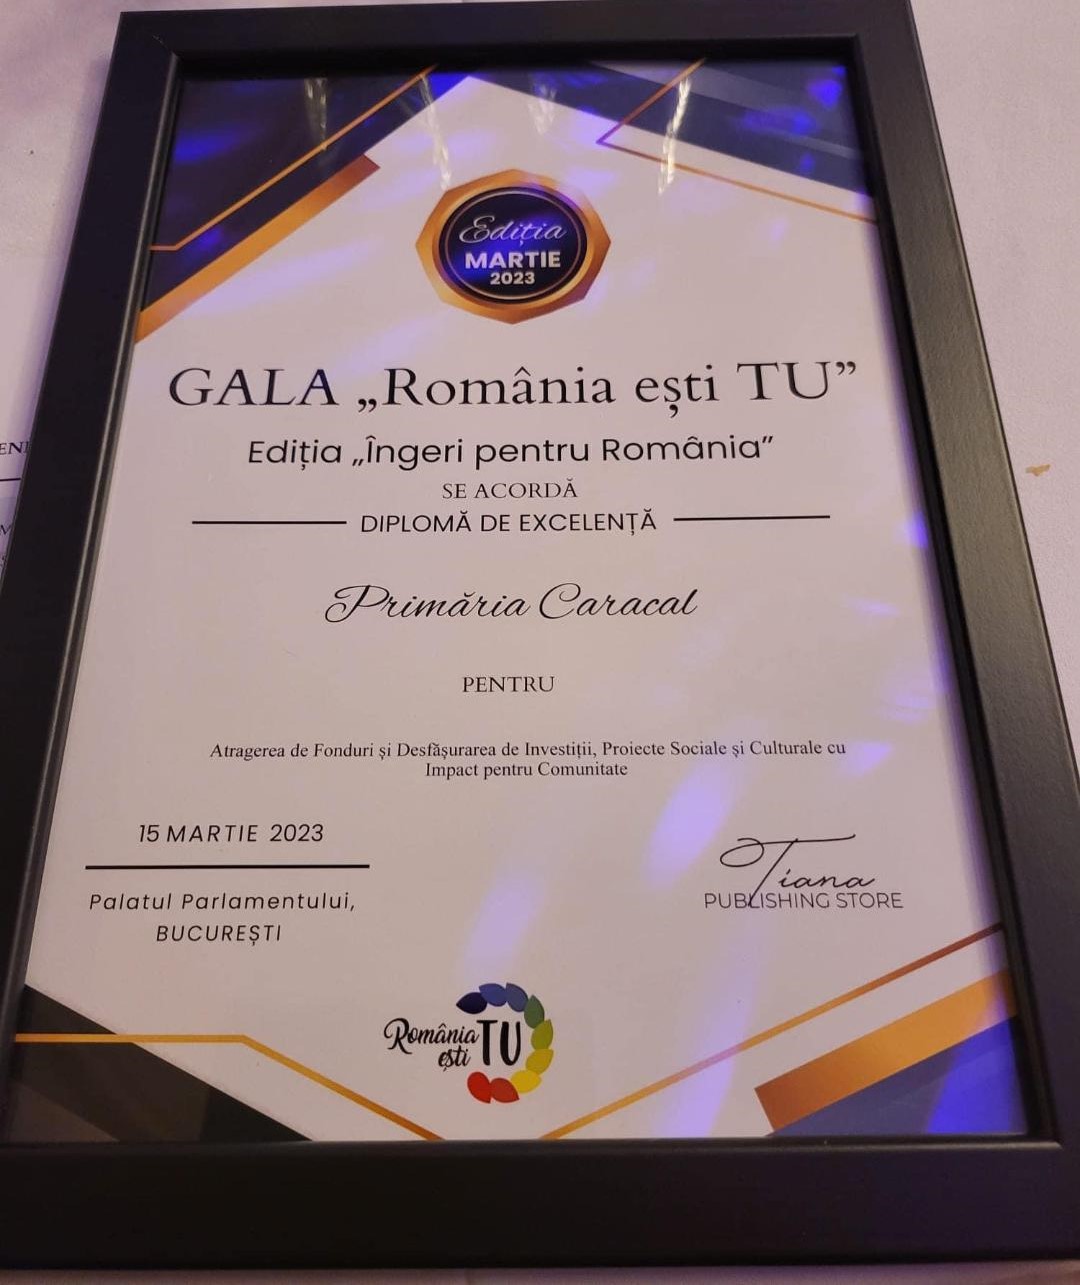 Ediția
MARTIE
2023
GALA „România ești TU”
Ediția „Îngeri pentru România”
SE ACORDĂ
DIPLOMĂ DE EXCELENȚĂ
Primăria Caracal
PENTRU
Atragerea de Fonduri și Desfășurarea de Investiții, Proiecte Sociale și Culturale cu
Impact pentru Comunitate
15 MARTIE 2023
Palatul Parlamentului,
BUCUREȘTI
Tiana
PUBLISHING STORE
România
ești TU